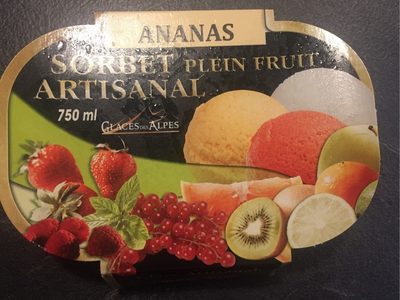 ANANAS
SORBET PLEIN FRUIT
ARTISANAL
750 ml
GLACES DES ALPES